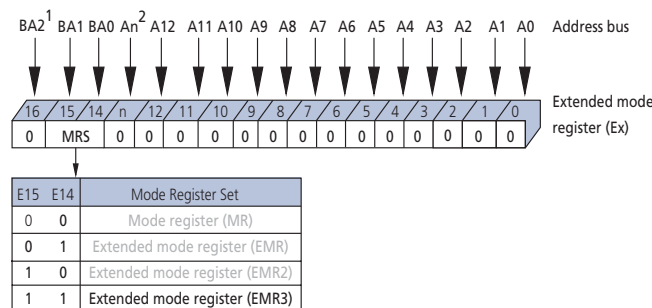 BA2¹ BA1 BA0 An² A12 A11 A10 A9 A8 A7 A6 A5 A4 A3 A2 A1 A0 Address bus
16 15 14 n 12 11 10 9 8 7 6 5 4 3 2 1 0 Extended mode
register (Ex)
0 MRS 0 0 0 0 0 0 0 0 0 0 0 0 0 0
E15 E14 Mode Register Set
0 0 Mode register (MR)
0 1 Extended mode register (EMR)
1 0 Extended mode register (EMR2)
1 1 Extended mode register (EMR3)